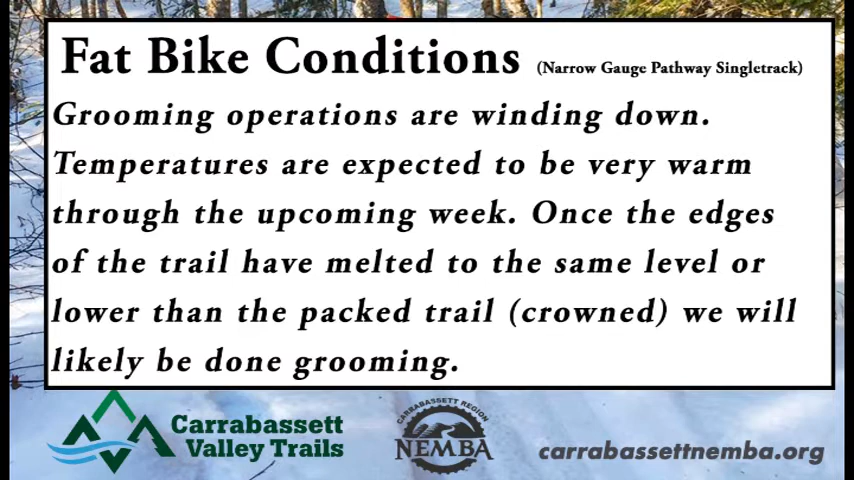 Fat Bike Conditions (Narrow Gauge Pathway Singletrack)
Grooming operations are winding down.
Temperatures are expected to be very warm
through the upcoming week. Once the edges
of the trail have melted to the same level or
lower than the packed trail (crowned) we will
likely be done grooming.
Carrabassett
Valley Trails
CARRABASSETT REGION
NEMBA
carrabassettnemba.org